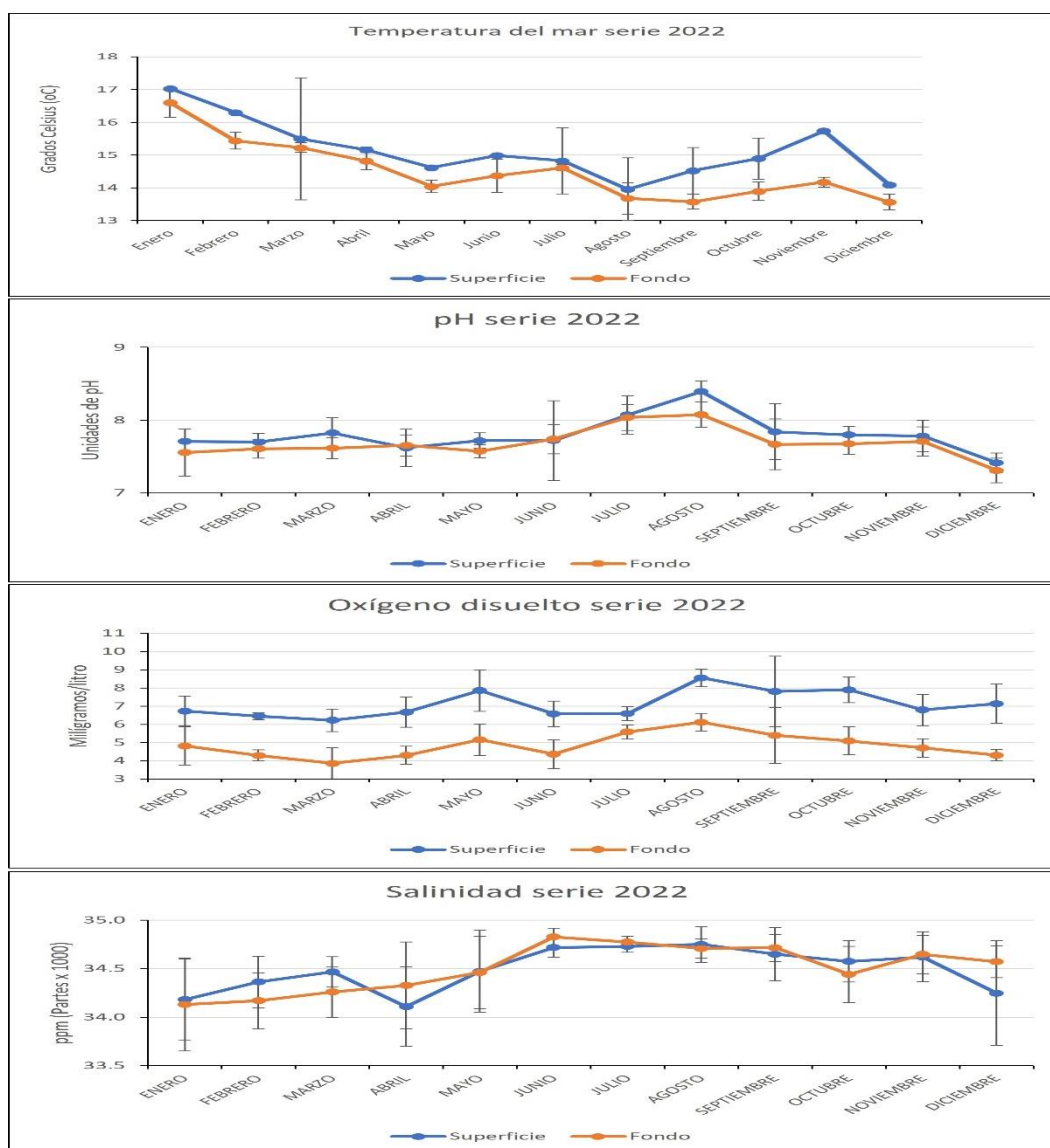 Temperatura del mar serie 2022
Grados Celsius (oC)
18
17
16
15
14
13
Enero
Febrero
Marzo
Abril
Mayo
Junio
Julio
Agosto
Septiembre
Octubre
Noviembre
Diciembre
Superficie
Fondo
pH serie 2022
Unidades de pH
9
8
7
ENERO
FEBRERO
MARZO
ABRIL
MAYO
JUNIO
JULIO
AGOSTO
SEPTIEMBRE
OCTUBRE
NOVIEMBRE
DICIEMBRE
Superficie
Fondo
Oxígeno disuelto serie 2022
Milígramos/litro
11
10
9
8
7
6
5
4
3
ENERO
FEBRERO
MARZO
ABRIL
MAYO
JUNIO
JULIO
AGOSTO
SEPTIEMBRE
OCTUBRE
NOVIEMBRE
DICIEMBRE
Superficie
Fondo
Salinidad serie 2022
ppm (Partes x 1000)
35.0
34.5
34.0
33.5
ENERO
FEBRERO
MARZO
ABRIL
MAYO
JUNIO
JULIO
AGOSTO
SEPTIEMBRE
OCTUBRE
NOVIEMBRE
DICIEMBRE
Superficie
Fondo